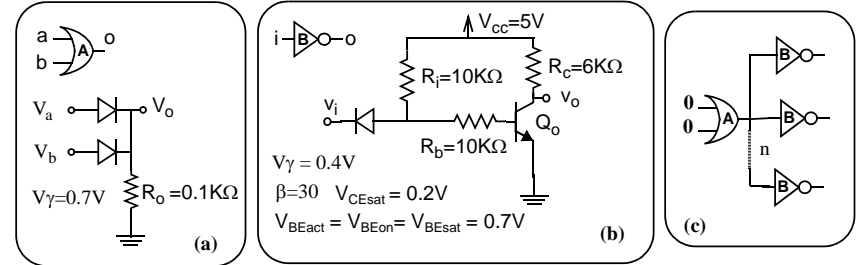 a
b
A
o
V_a
V_b
V_o
Vγ=0.7V
R_o=0.1KΩ
(a)
i
B
o
V_cc=5V
R_i=10KΩ
R_c=6KΩ
v_i
v_o
R_b=10KΩ
Q_o
Vγ = 0.4V
β=30 V_CEsat = 0.2V
V_BEact = V_BEon= V_BEsat = 0.7V
(b)
0
0
A
B
B
n
B
(c)